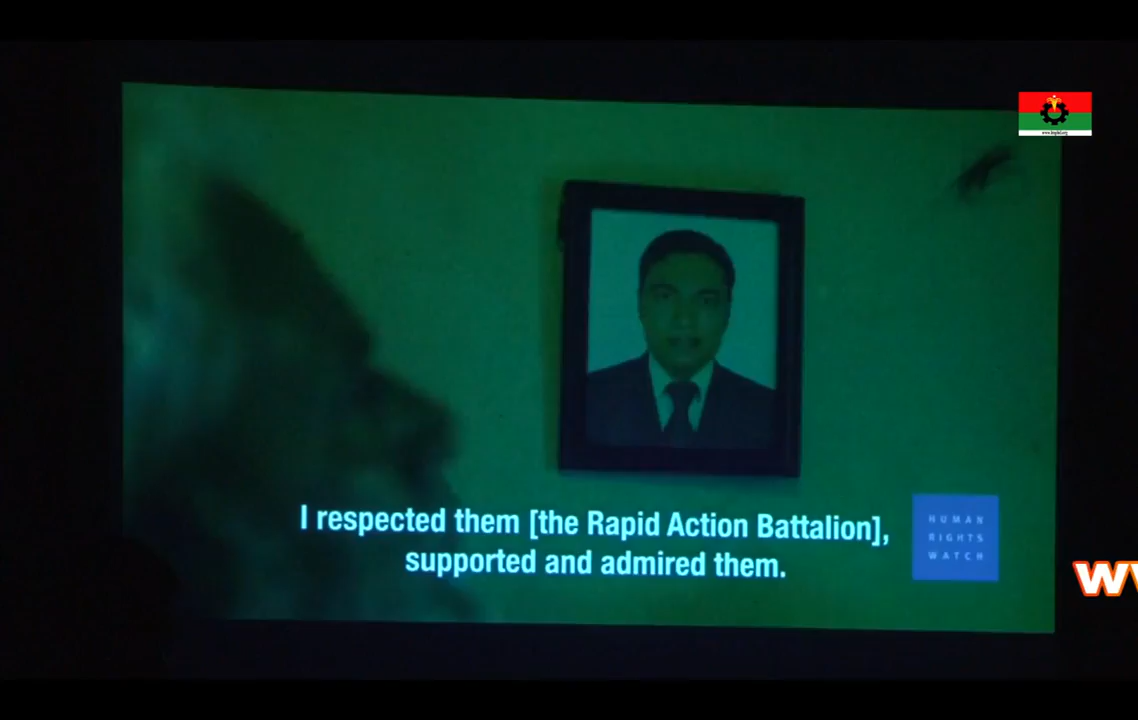 I respected them [the Rapid Action Battalion],
supported and admired them.
HUMAN
RIGHTS
WATCH